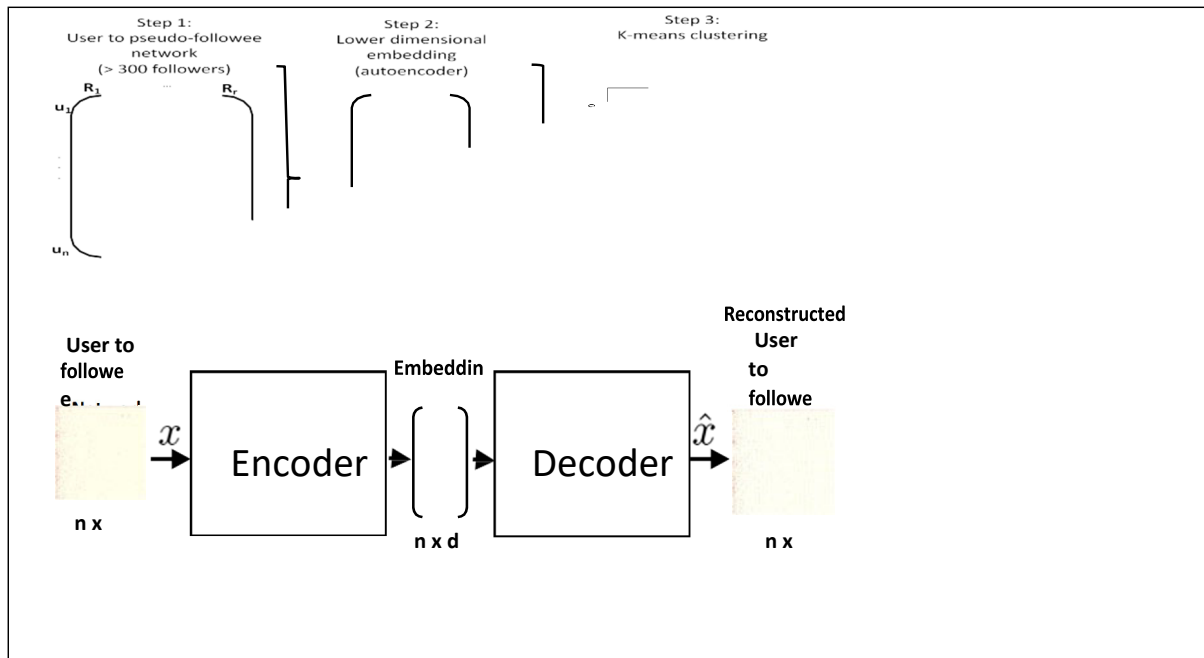 Step 1:
User to pseudo-followee
network
(> 300 followers)
Step 2:
Lower dimensional
embedding
(autoencoder)
Step 3:
K-means clustering
R₁ ... Rᵣ
u₁
uₙ
User to
followe
e
Embeddin
Reconstructed
User
to
followe
x
Encoder
Decoder
x̂
n x
n x d
n x